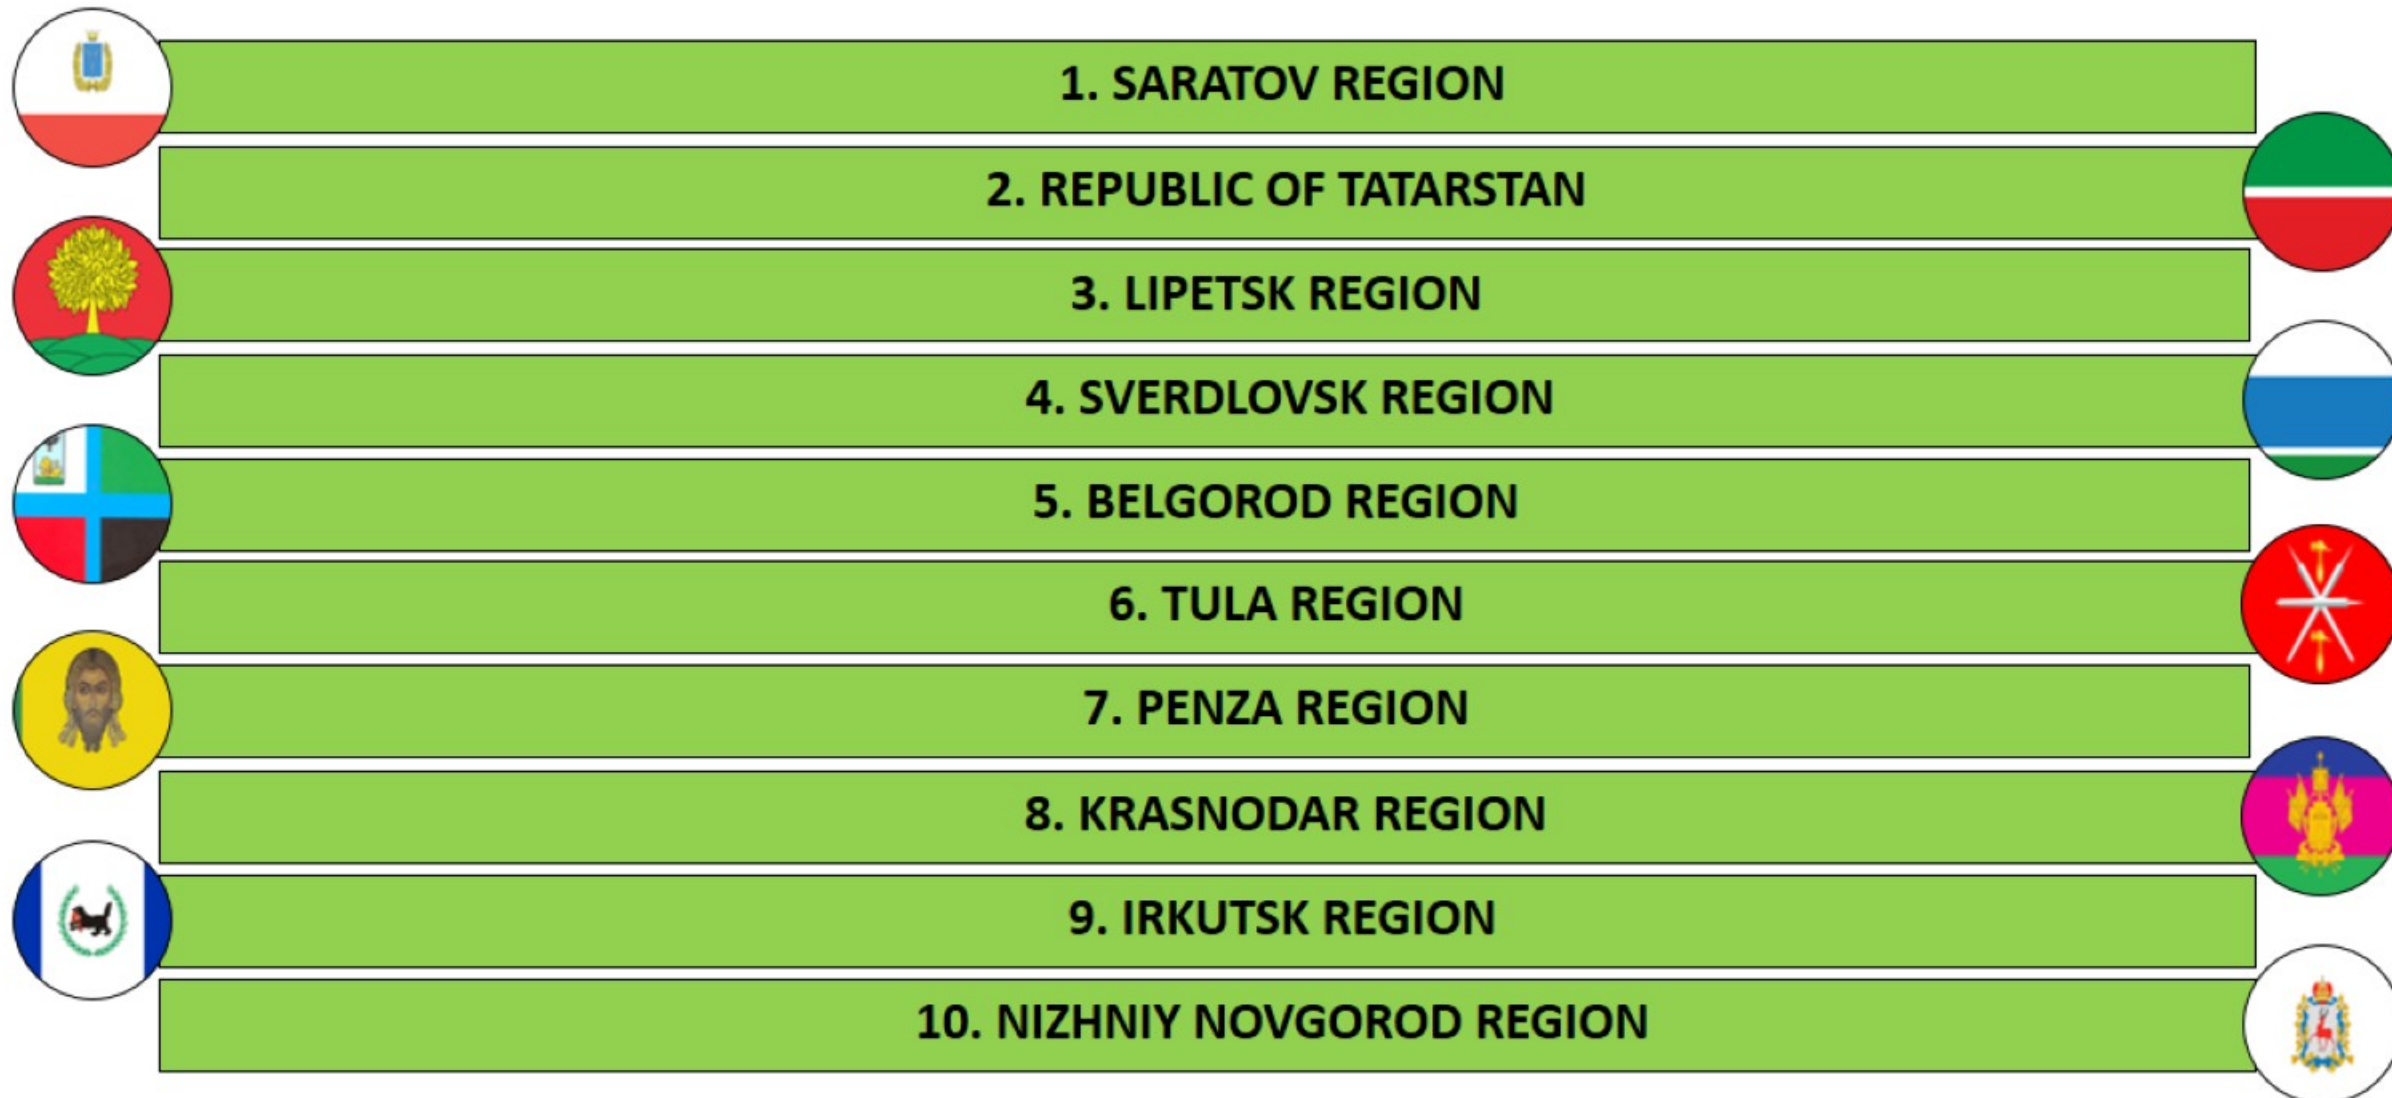 1. SARATOV REGION
2. REPUBLIC OF TATARSTAN
3. LIPETSK REGION
4. SVERDLOVSK REGION
5. BELGOROD REGION
6. TULA REGION
7. PENZA REGION
8. KRASNODAR REGION
9. IRKUTSK REGION
10. NIZHNIY NOVGOROD REGION